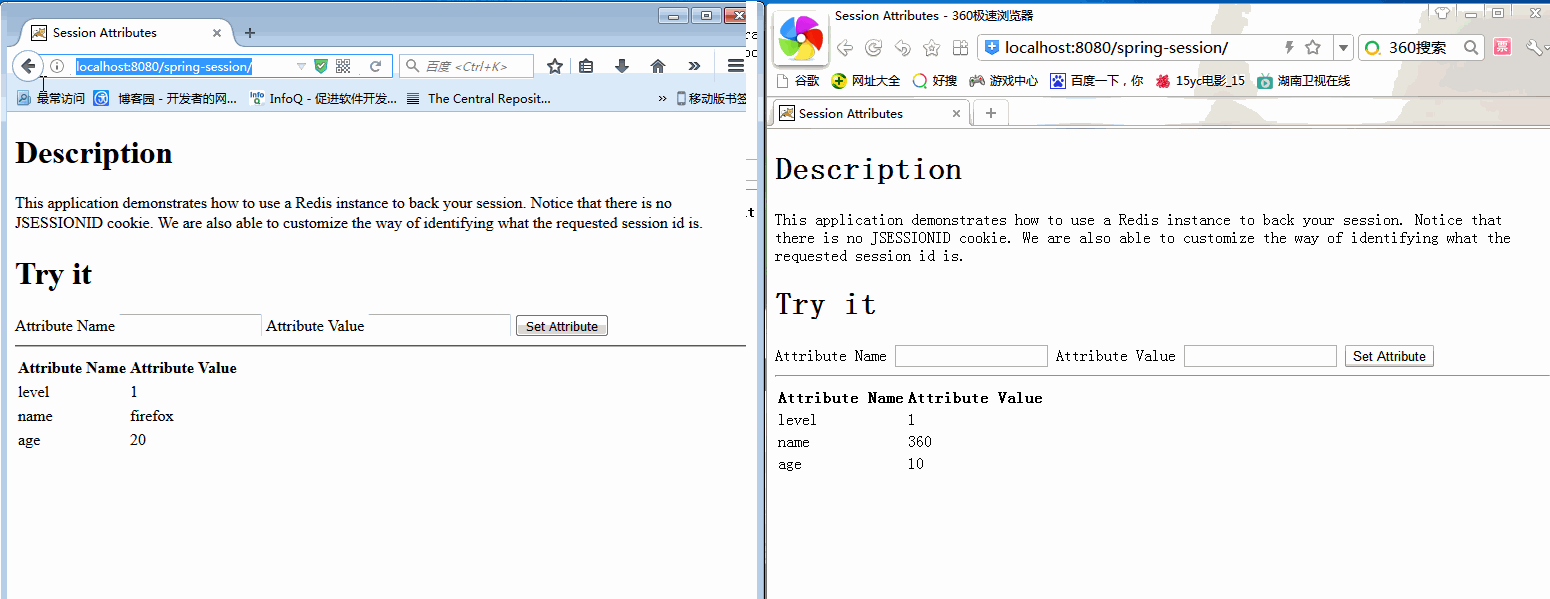 Session Attributes
localhost:8080/spring-session/
百度 <Ctrl+K>
最常访问 博客园 - 开发者的网... InfoQ - 促进软件开发... The Central Reposit... » 移动版书签
Description
This application demonstrates how to use a Redis instance to back your session. Notice that there is no
JSESSIONID cookie. We are also able to customize the way of identifying what the requested session id is.
Try it
Attribute Name Attribute Value Set Attribute
Attribute Name Attribute Value
level 1
name firefox
age 20
Session Attributes - 360极速浏览器
localhost:8080/spring-session/ 360搜索 票
谷歌 网址大全 好搜 游戏中心 百度一下，你 15yc电影_15 湖南卫视在线
Session Attributes
Description
This application demonstrates how to use a Redis instance to back your session. Notice that
there is no JSESSIONID cookie. We are also able to customize the way of identifying what the
requested session id is.
Try it
Attribute Name Attribute Value Set Attribute
Attribute Name Attribute Value
level 1
name 360
age 10